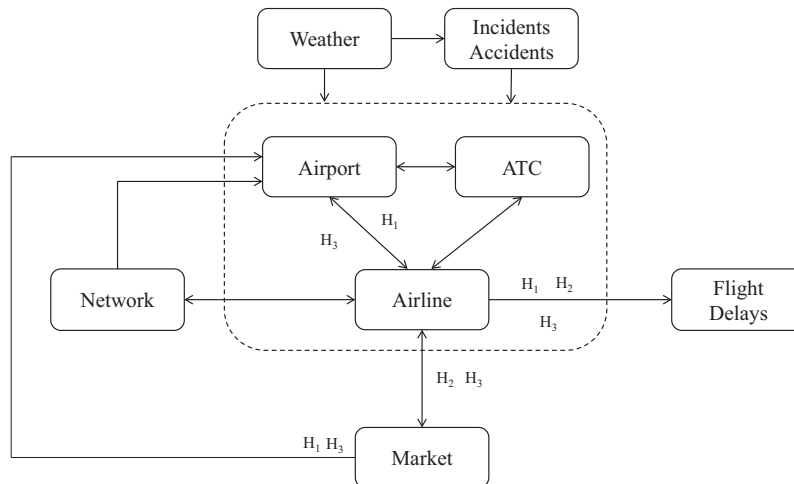 Weather
Incidents
Accidents
Airport
ATC
H₁
H₃
Network
Airline
H₁ H₂
H₃
Flight
Delays
H₂ H₃
H₁ H₃
Market